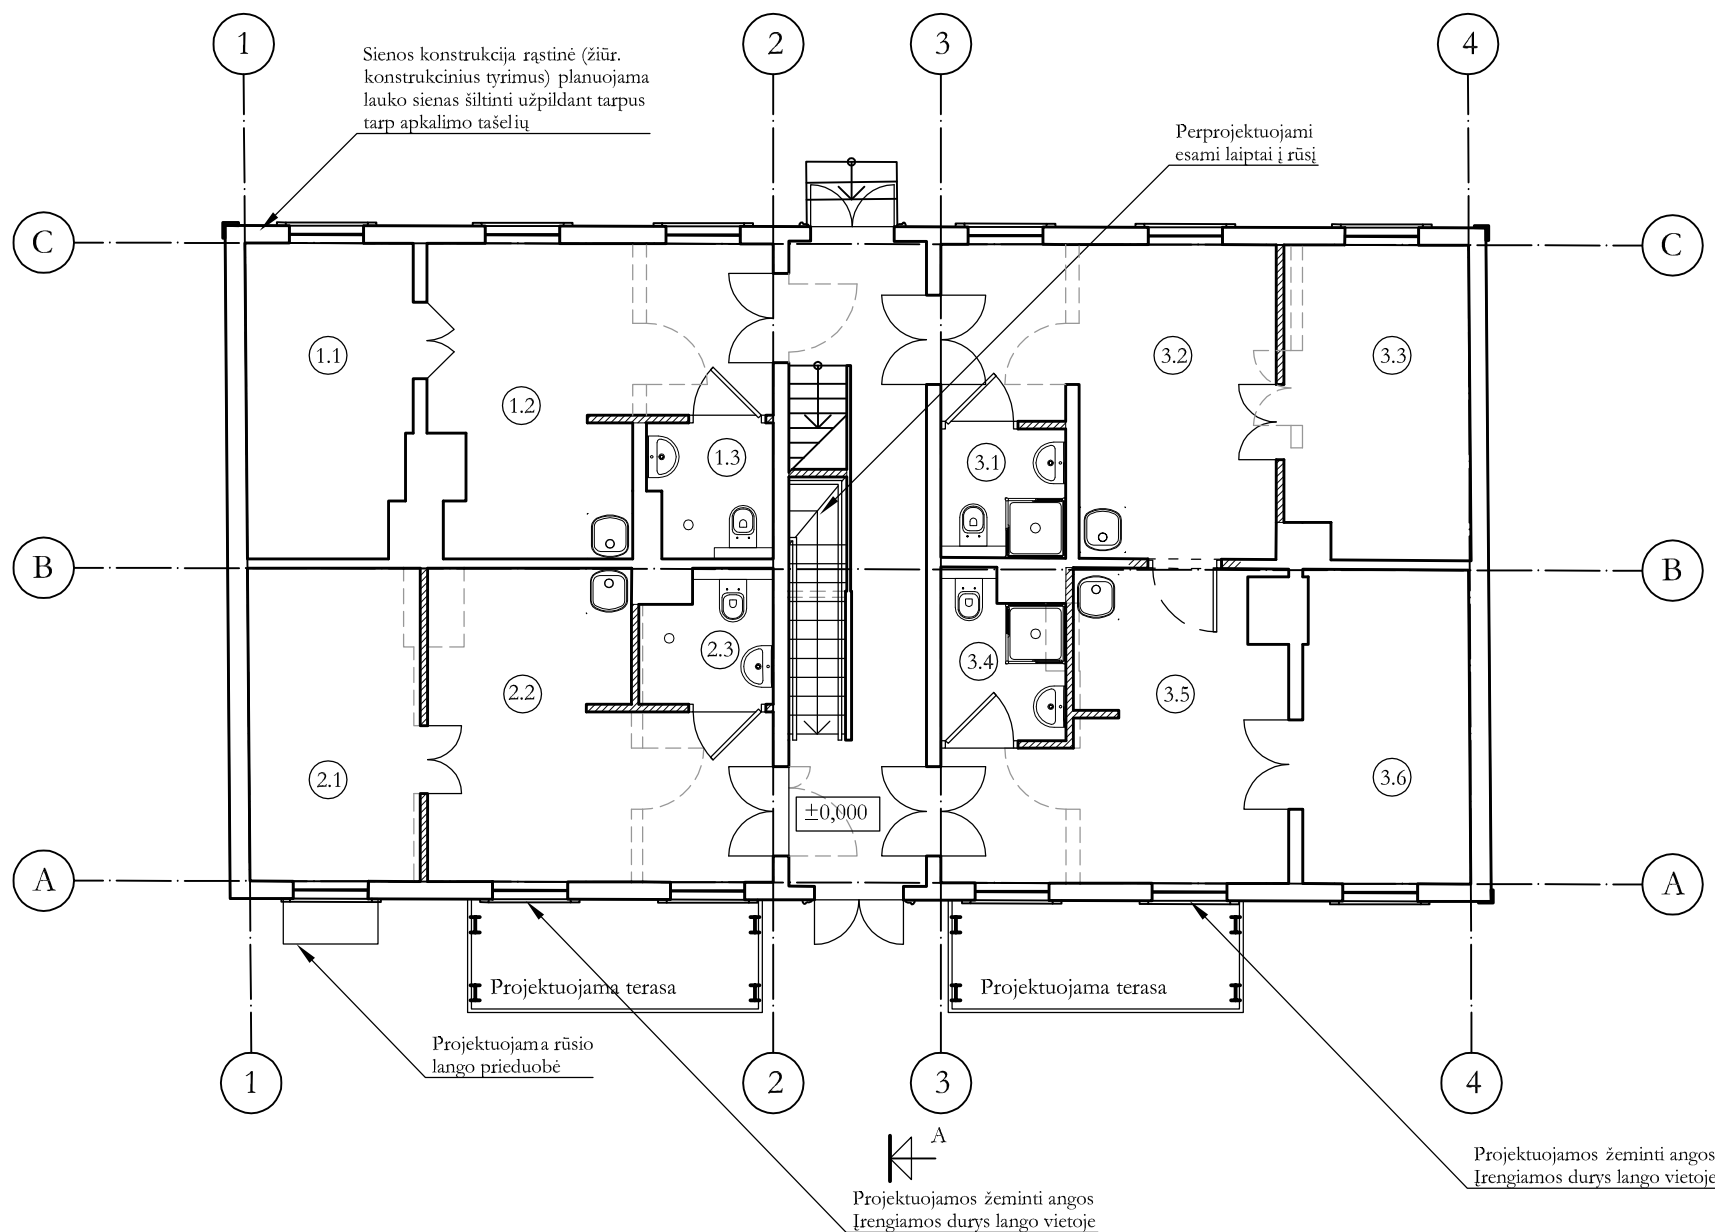 1
2
3
4
Sienos konstrukcija rąstinė (žiūr.
konstrukcinius tyrimus) planuojama
lauko sienas šiltinti užpildant tarpus
tarp apkalimo tašelių
Perprojektuojami
esami laiptai į rūsį
C
C
1.1
1.2
1.3
3.1
3.2
3.3
B
B
2.1
2.2
2.3
3.4
3.5
3.6
±0,000
A
A
Projektuojama terasa
Projektuojama terasa
Projektuojama rūsio
lango prieduobė
1
2
3
4
A
Projektuojamos žeminti angos
Įrengiamos durys lango vietoje
Projektuojamos žeminti angos
Įrengiamos durys lango vietoje